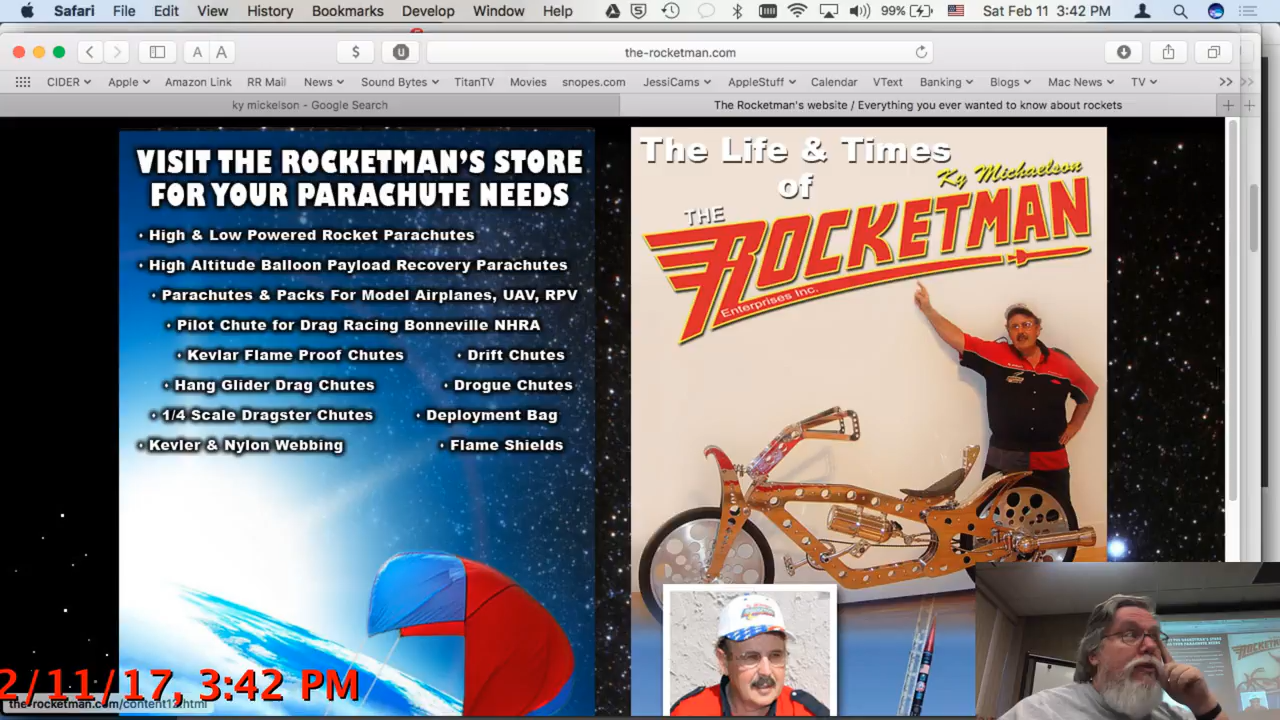 Safari File Edit View History Bookmarks Develop Window Help 99% Sat Feb 11 3:42 PM
A A $ u the-rocketman.com
CIDER Apple Amazon Link RR Mail News Sound Bytes TitanTV Movies snopes.com JessiCams AppleStuff Calendar VText Banking Blogs Mac News TV
ky mickelson - Google Search The Rocketman's website / Everything you ever wanted to know about rockets
VISIT THE ROCKETMAN'S STORE
FOR YOUR PARACHUTE NEEDS
· High & Low Powered Rocket Parachutes
· High Altitude Balloon Payload Recovery Parachutes
· Parachutes & Packs For Model Airplanes, UAV, RPV
· Pilot Chute for Drag Racing Bonneville NHRA
· Kevlar Flame Proof Chutes · Drift Chutes
· Hang Glider Drag Chutes · Drogue Chutes
· 1/4 Scale Dragster Chutes · Deployment Bag
· Kevler & Nylon Webbing · Flame Shields
The Life & Times
of
Ky Michaelson
THE
ROCKETMAN
Enterprises Inc.
2/11/17, 3:42 PM
the-rocketman.com/content12.html